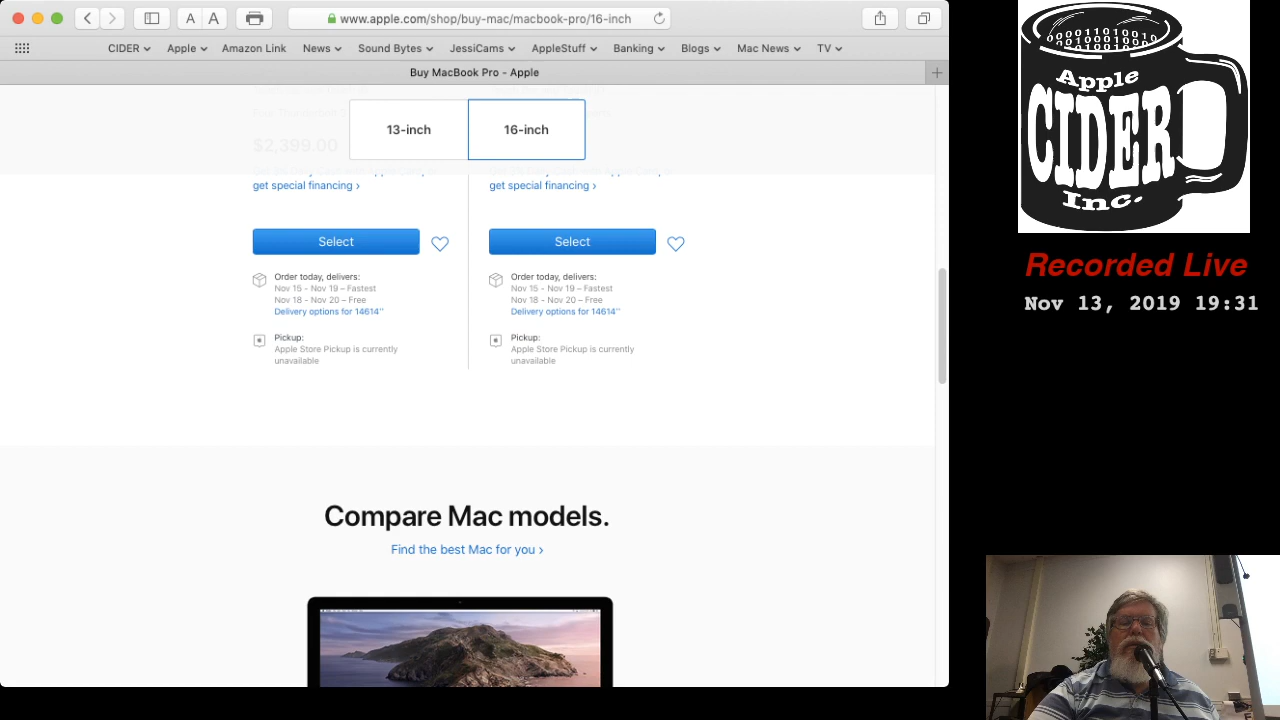 www.apple.com/shop/buy-mac/macbook-pro/16-inch
A A
CIDER Apple Amazon Link News Sound Bytes JessiCams AppleStuff Banking Blogs Mac News TV
Buy MacBook Pro - Apple
13-inch 16-inch
$2,399.00
get special financing › get special financing ›
Select Select
Order today, delivers: Order today, delivers:
Nov 15 - Nov 19 – Fastest Nov 15 - Nov 19 – Fastest
Nov 18 - Nov 20 – Free Nov 18 - Nov 20 – Free
Delivery options for 14614 Delivery options for 14614
Pickup: Pickup:
Apple Store Pickup is currently Apple Store Pickup is currently
unavailable unavailable
Compare Mac models.
Find the best Mac for you ›
Apple
CIDER
Inc.
Recorded Live
Nov 13, 2019 19:31